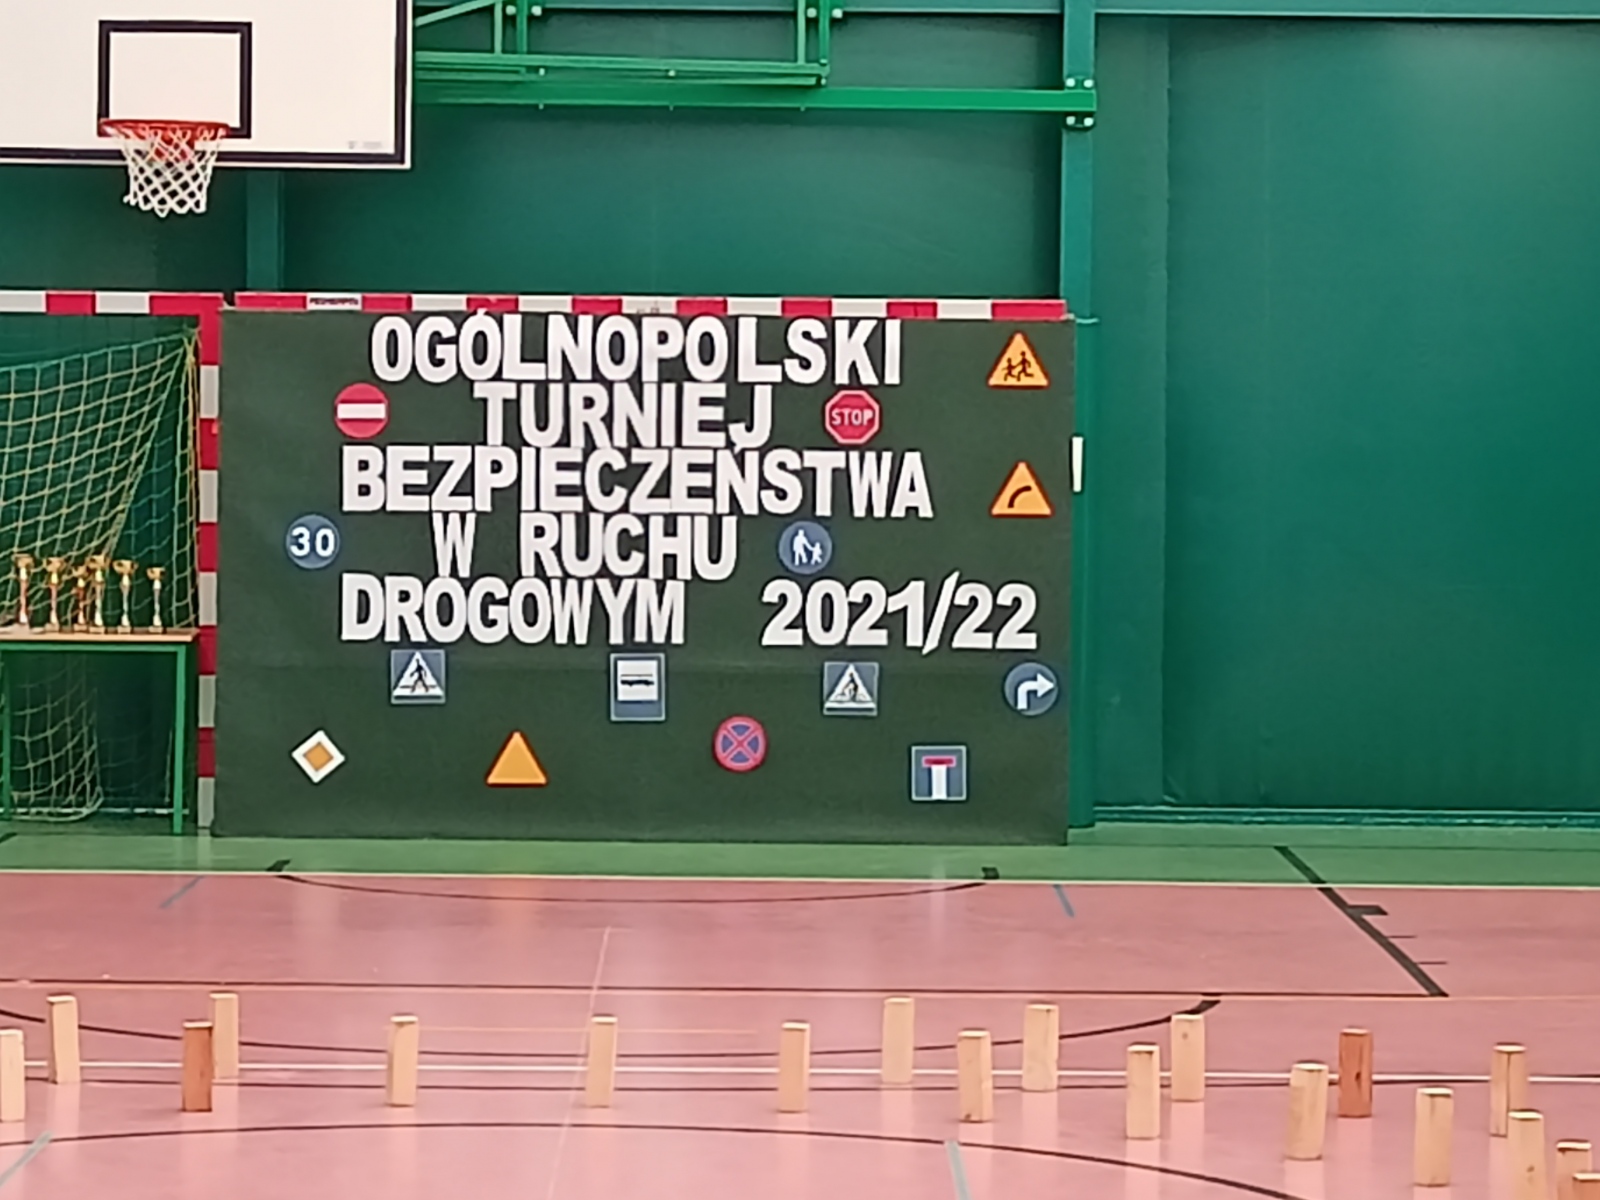 OGÓLNOPOLSKI
TURNIEJ
STOP
BEZPIECZEŃSTWA
30
W RUCHU
DROGOWYM 2021/22